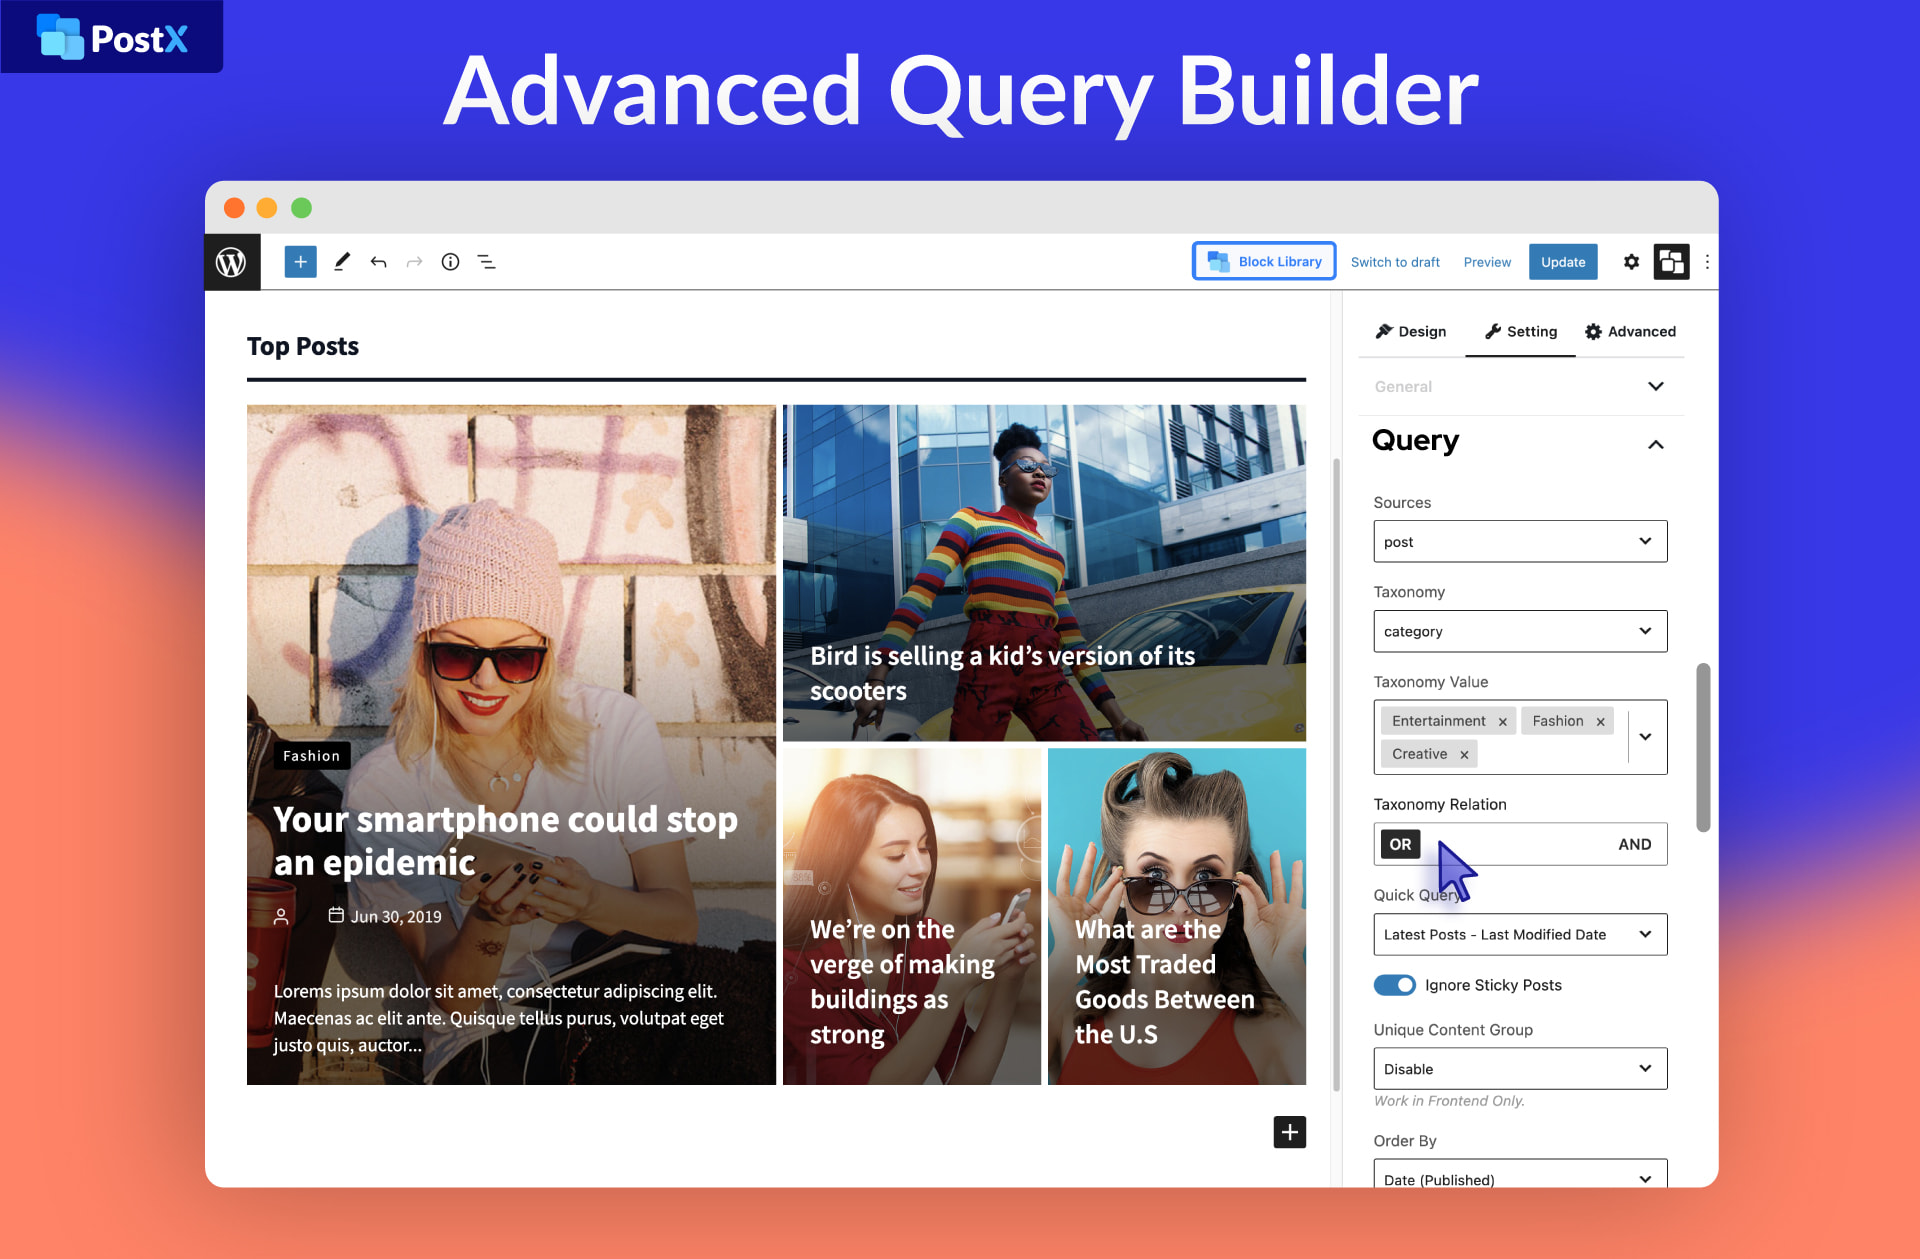 PostX
Advanced Query Builder
Block Library
Switch to draft
Preview
Update
Top Posts
Fashion
Your smartphone could stop
an epidemic
Jun 30, 2019
Lorems ipsum dolor sit amet, consectetur adipiscing elit.
Maecenas ac elit ante. Quisque tellus purus, volutpat eget
justo quis, auctor...
Bird is selling a kid’s version of its
scooters
We’re on the
verge of making
buildings as
strong
What are the
Most Traded
Goods Between
the U.S
Design
Setting
Advanced
General
Query
Sources
post
Taxonomy
category
Taxonomy Value
Entertainment
Fashion
Creative
Taxonomy Relation
OR
AND
Quick Query
Latest Posts - Last Modified Date
Ignore Sticky Posts
Unique Content Group
Disable
Work in Frontend Only.
Order By
Date (Published)